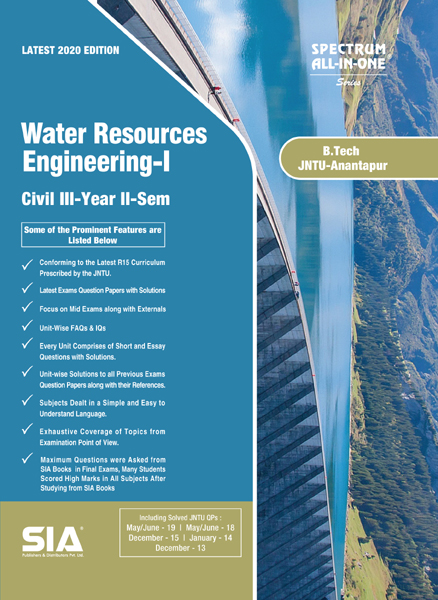 LATEST 2020 EDITION
SPECTRUM
ALL-IN-ONE
Series
Water Resources
Engineering-I
Civil III-Year II-Sem
B.Tech
JNTU-Anantapur
Some of the Prominent Features are
Listed Below
Conforming to the Latest R15 Curriculum
Prescribed by the JNTU.
Latest Exams Question Papers with Solutions
Focus on Mid Exams along with Externals
Unit-Wise FAQs & IQs
Every Unit Comprises of Short and Essay
Questions with Solutions.
Unit-wise Solutions to all Previous Exams
Question Papers along with their References.
Subjects Dealt in a Simple and Easy to
Understand Language.
Exhaustive Coverage of Topics from
Examination Point of View.
Maximum Questions were Asked from
SIA Books in Final Exams, Many Students
Scored High Marks in All Subjects After
Studying from SIA Books
SIA
Publishers & Distributors Pvt. Ltd.
Including Solved JNTU QPs :
May/June - 19 | May/June - 18
December - 15 | January - 14
December - 13